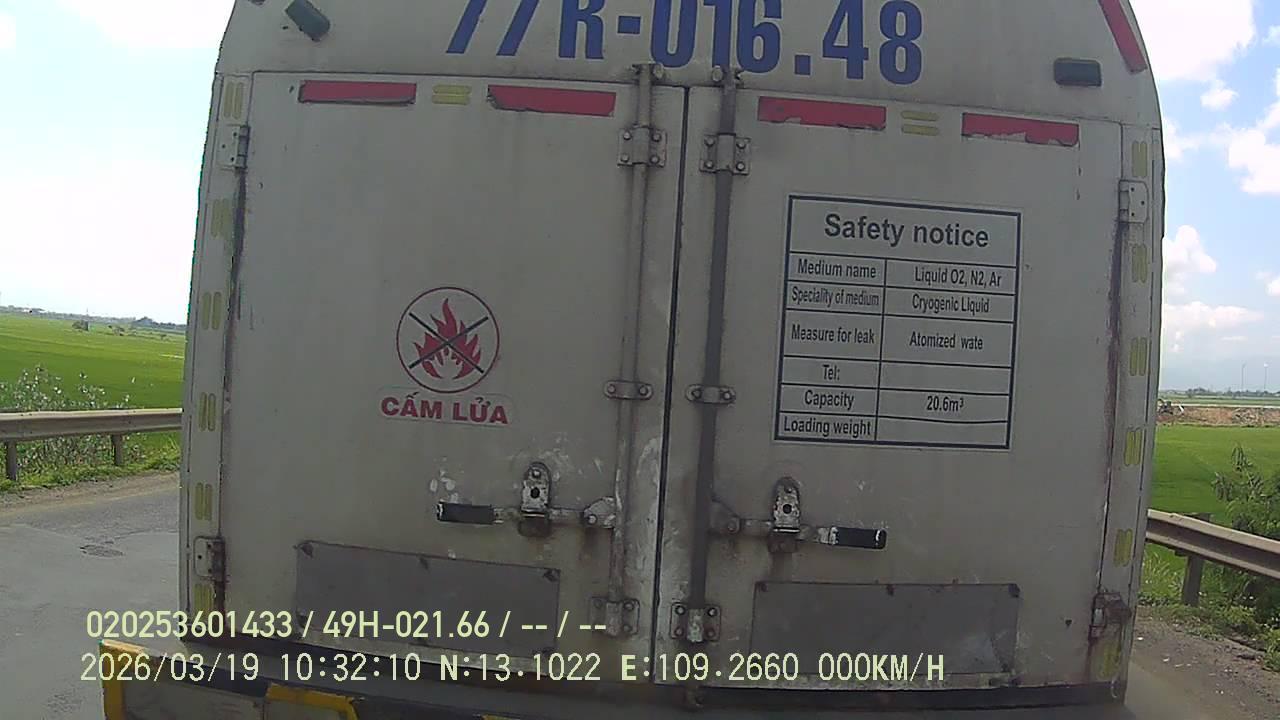 77R-016.48
Safety notice
Medium name Liquid O2, N2, Ar
Speciality of medium Cryogenic Liquid
Measure for leak Atomized wate
Tel:
Capacity 20.6m³
Loading weight
CẤM LỬA
020253601433 / 49H-021.66 / -- / --
2026/03/19 10:32:10 N:13.1022 E:109.2660 000KM/H